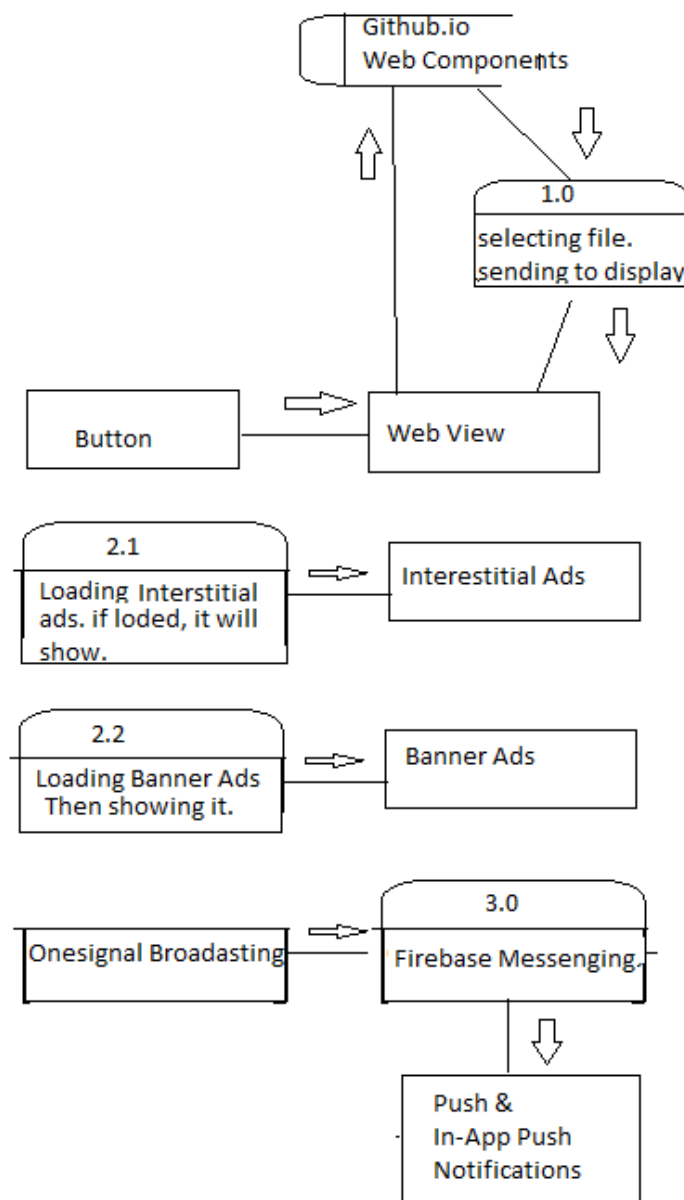 Github.io
Web Components
1.0
selecting file.
sending to display
Button
Web View
2.1
Loading Interstitial
ads. if loded, it will
show.
Interestitial Ads
2.2
Loading Banner Ads
Then showing it.
Banner Ads
Onesignal Broadasting
3.0
Firebase Messenging.
Push &
In-App Push
Notifications